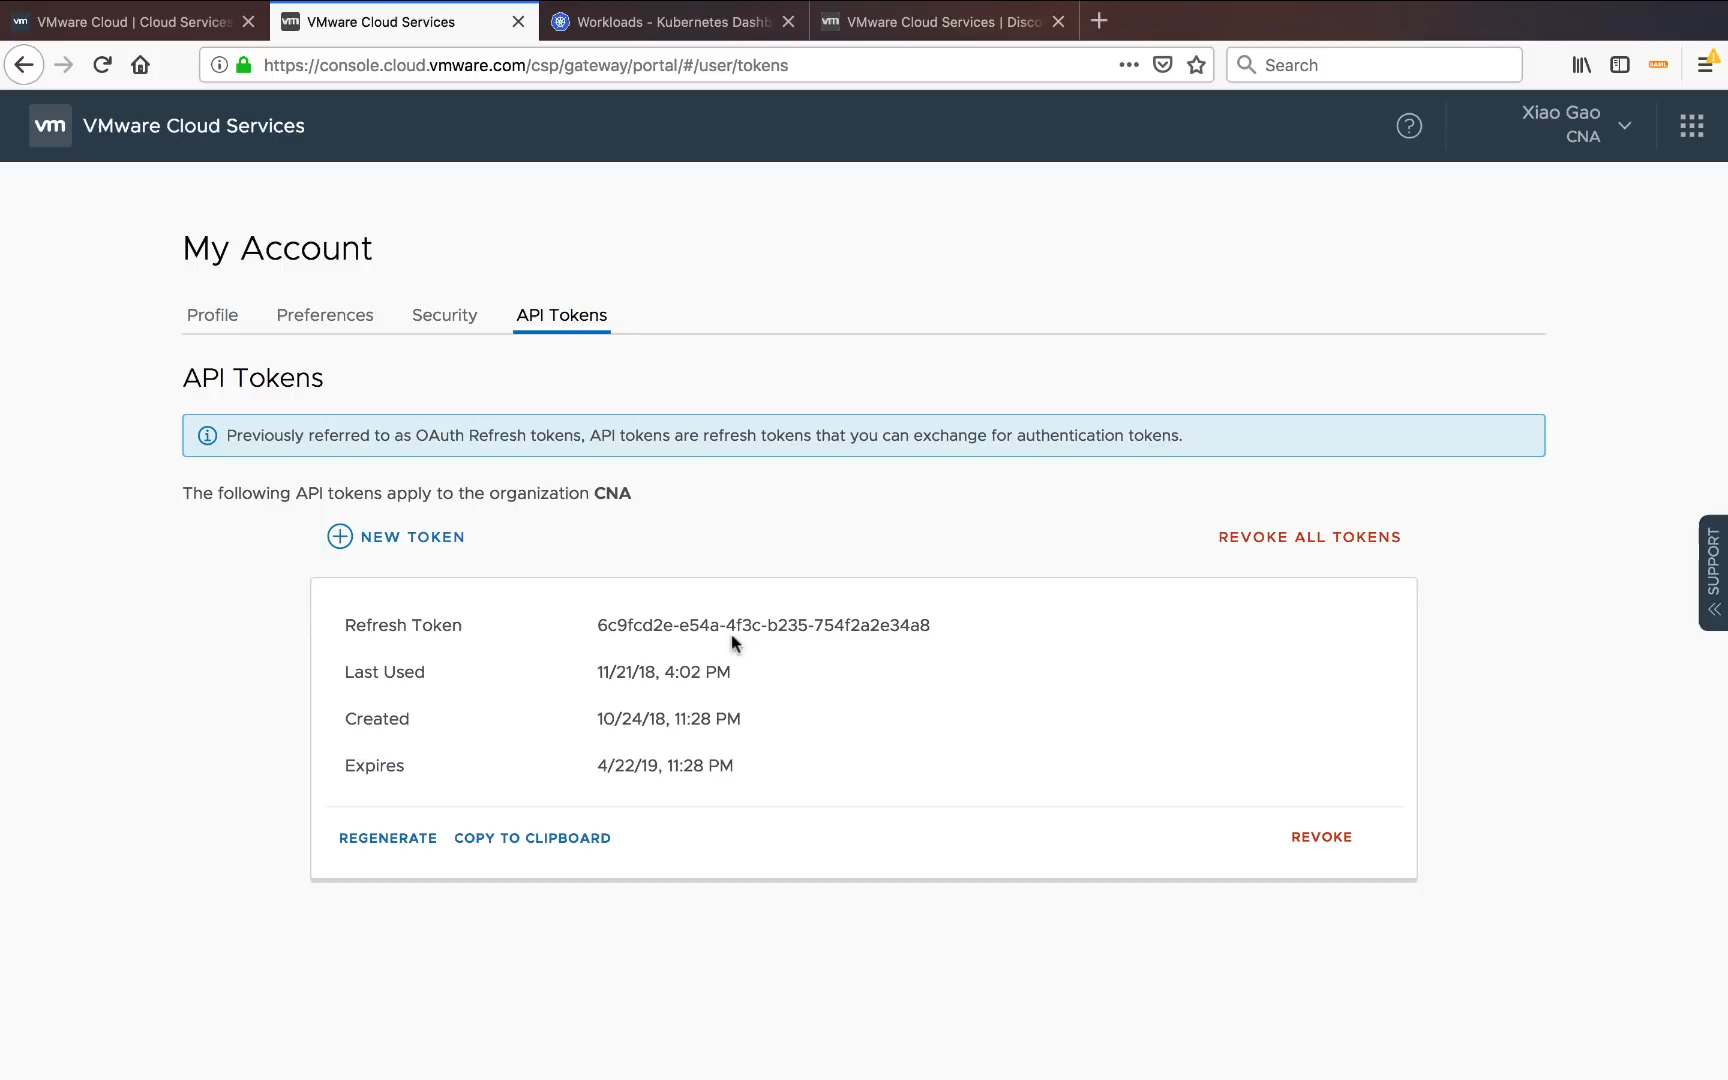 VMware Cloud | Cloud Services
VMware Cloud Services
Workloads - Kubernetes Dashb
VMware Cloud Services | Disco
https://console.cloud.vmware.com/csp/gateway/portal/#/user/tokens
Search
SAML
vm VMware Cloud Services
Xiao Gao
CNA
My Account
Profile Preferences Security API Tokens
API Tokens
Previously referred to as OAuth Refresh tokens, API tokens are refresh tokens that you can exchange for authentication tokens.
The following API tokens apply to the organization CNA
NEW TOKEN REVOKE ALL TOKENS
SUPPORT
Refresh Token 6c9fcd2e-e54a-4f3c-b235-754f2a2e34a8
Last Used 11/21/18, 4:02 PM
Created 10/24/18, 11:28 PM
Expires 4/22/19, 11:28 PM
REGENERATE COPY TO CLIPBOARD REVOKE